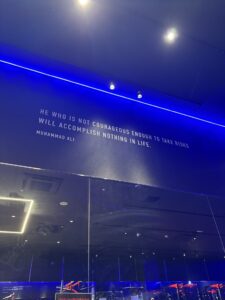 HE WHO IS NOT COURAGEOUS ENOUGH TO TAKE RISKS
WILL ACCOMPLISH NOTHING IN LIFE.
MUHAMMAD ALI